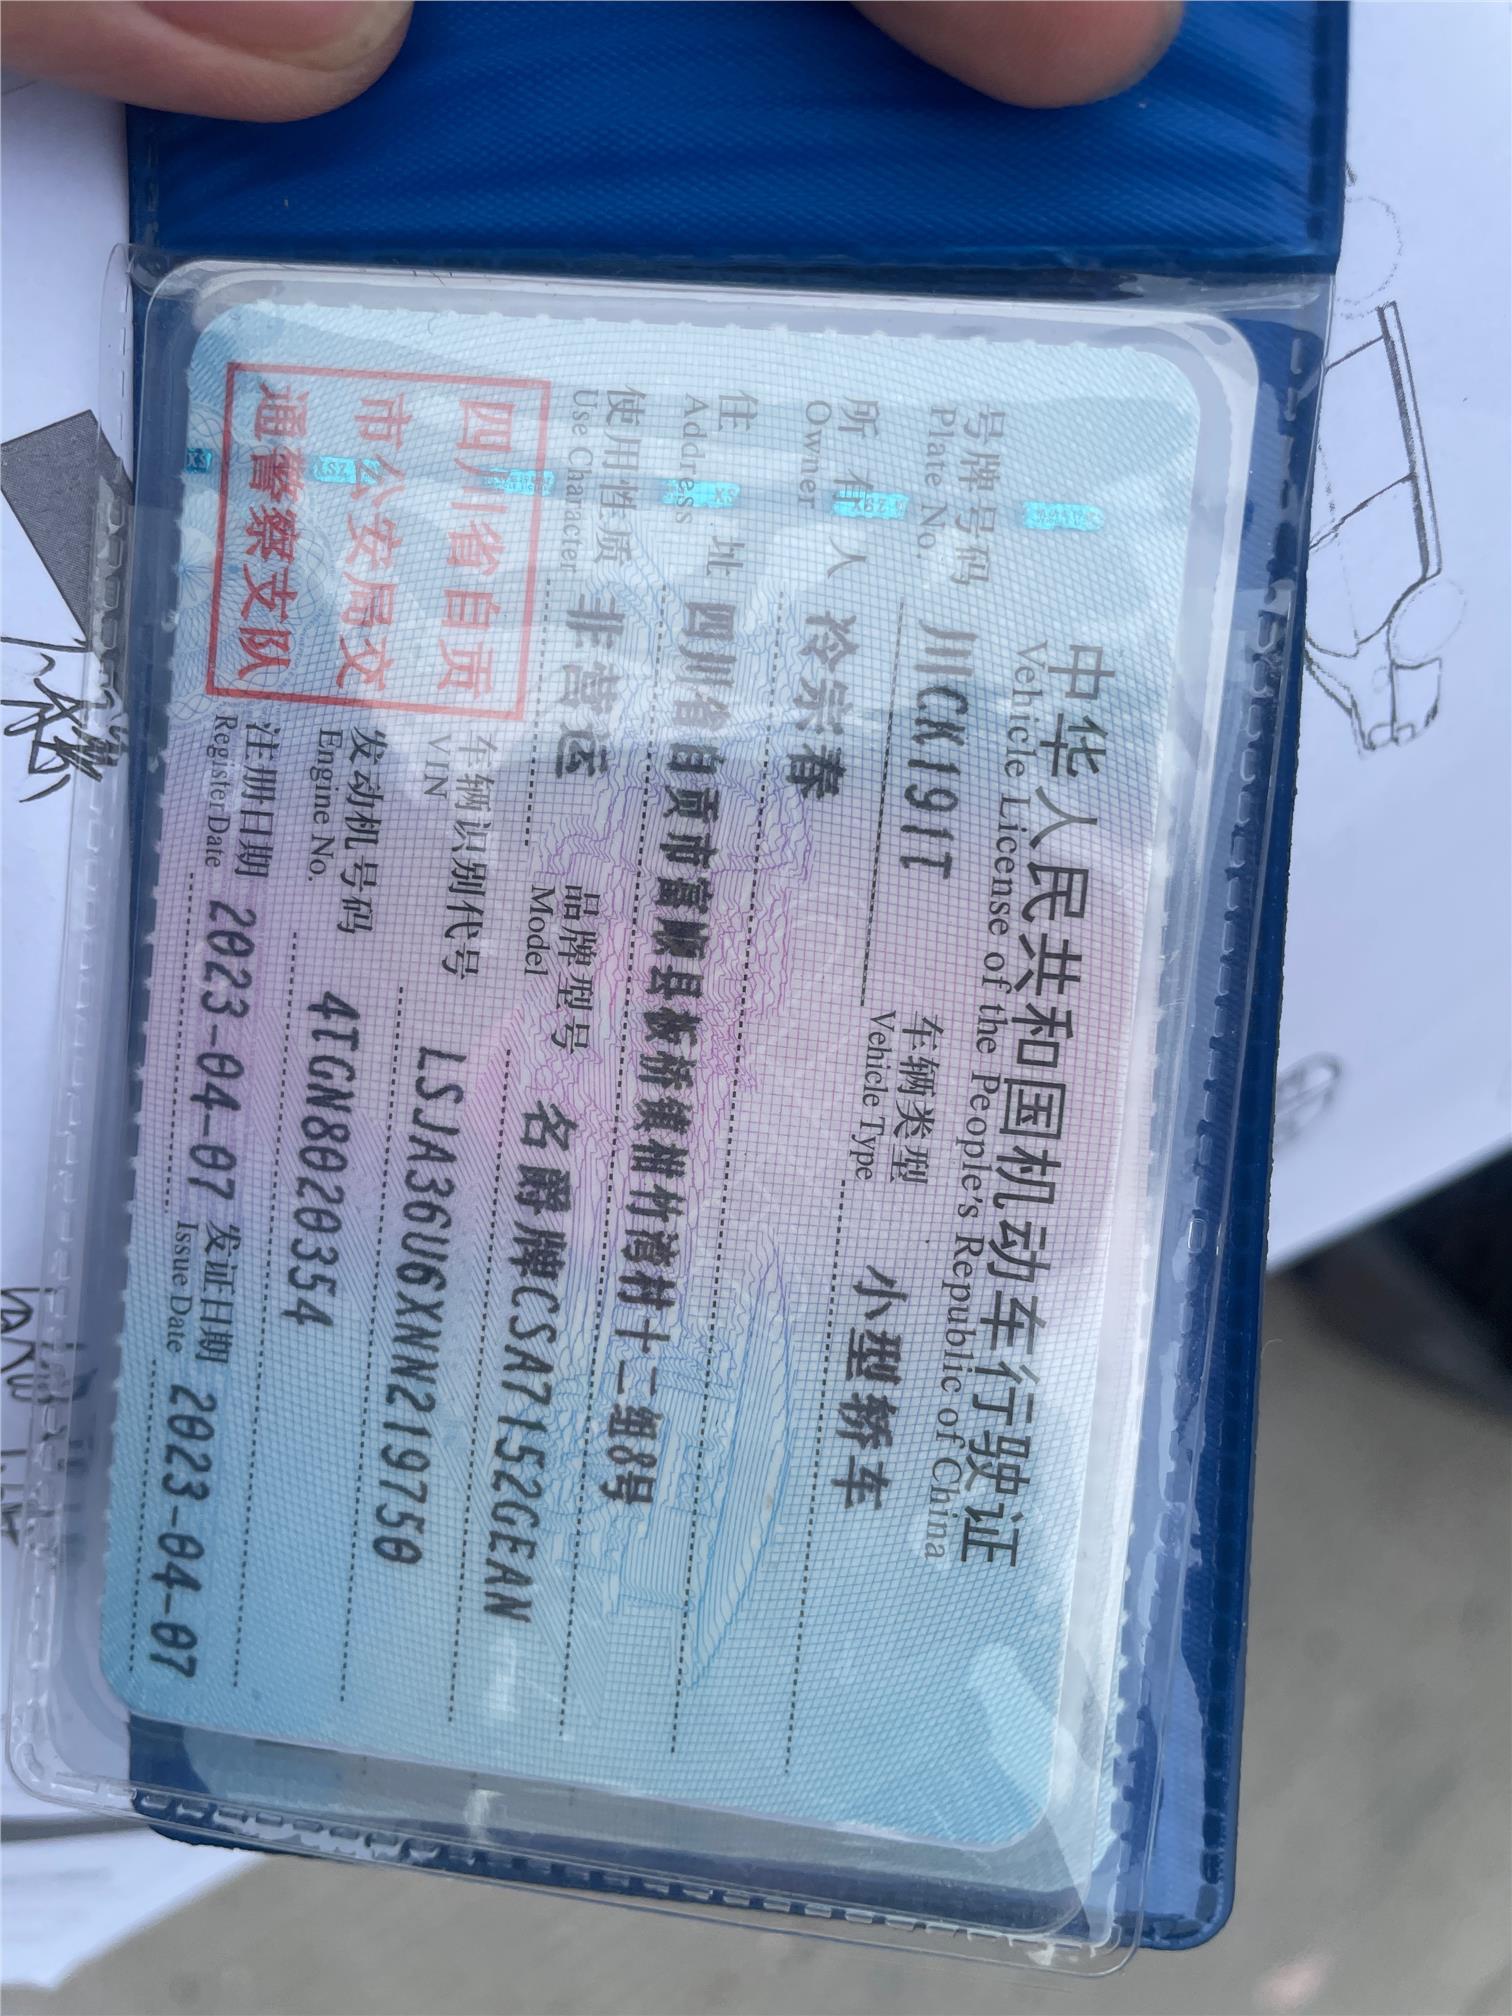 中华人民共和国机动车行驶证
Vehicle License of the People's Republic of China
号牌号码 川CK191T 车辆类型 小型轿车
Plate No. Vehicle Type
所有人 冷宗春
Owner
住址 四川省自贡市富顺县板桥镇柑竹湾村十二组8号
Address
使用性质 非营运 品牌型号 名爵牌CSA7152GEAN
Use Character Model
四川省自贡
市公安局交
通警察支队
车辆识别代号 LSJA36U6XNN219750
VIN
发动机号码 4TGN8020354
Engine No.
注册日期 2023-04-07 发证日期 2023-04-07
Register Date Issue Date